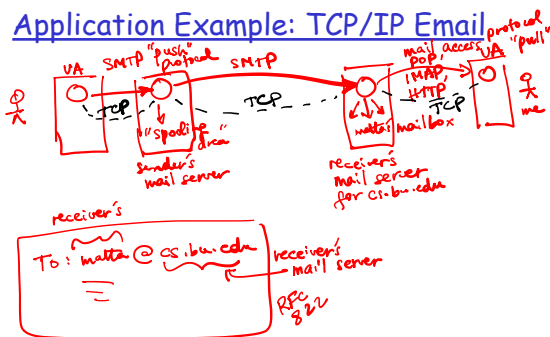 Application Example: TCP/IP Email
UA
SMTP "push"
protocol
SMTP
mail access protocol
POP,
IMAP,
HTTP,
"pull"
UA
TCP
TCP
TCP
me
"spooling
area"
sender's
mail server
matta's mailbox
receiver's
mail server
for cs.bu.edu
receiver's
To: matta @ cs.bu.edu
receiver's
mail server
RFC
822